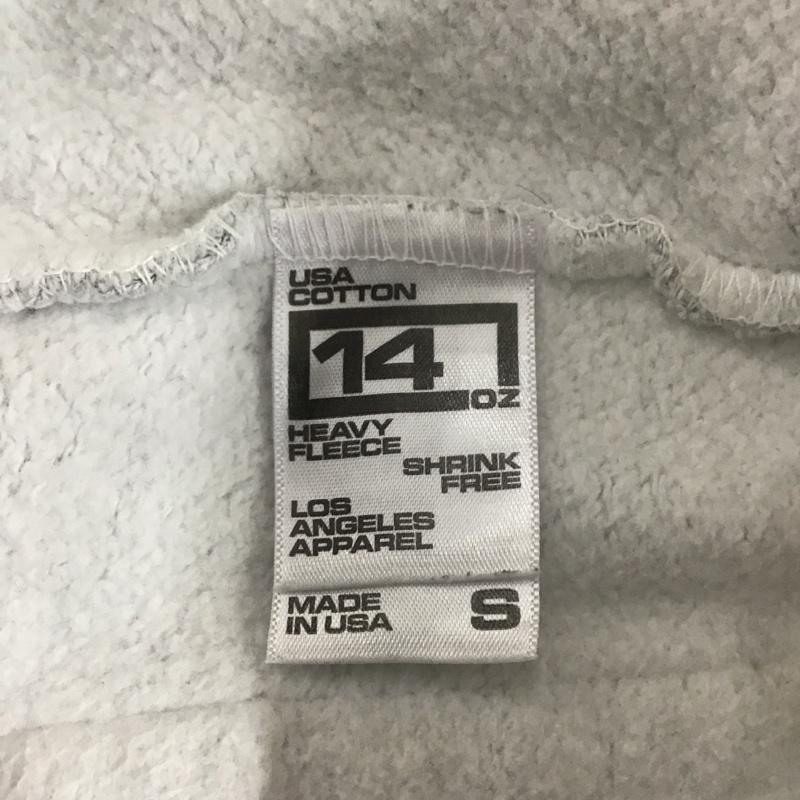 USA
COTTON
14
OZ
HEAVY
FLEECE
SHRINK
FREE
LOS
ANGELES
APPAREL
MADE
IN USA
S